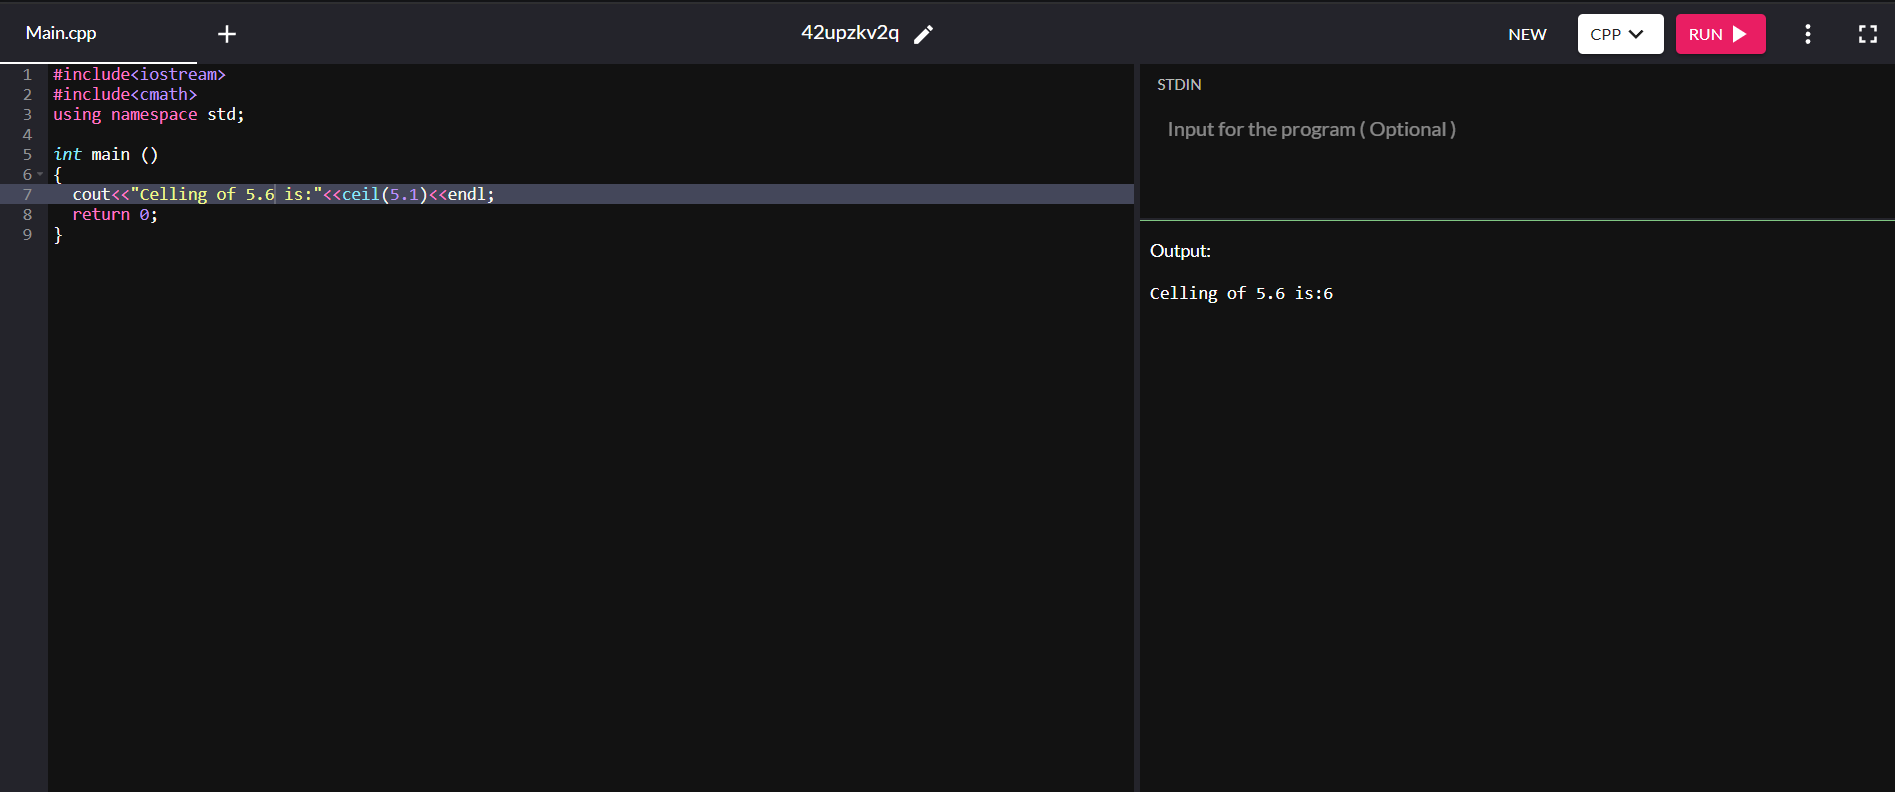 Main.cpp
42upzkv2q
NEW
CPP
RUN
1 #include<iostream>
2 #include<cmath>
3 using namespace std;
4
5 int main ()
6 {
7 cout<<"Celling of 5.6 is:"<<ceil(5.1)<<endl;
8 return 0;
9 }
STDIN
Input for the program ( Optional )
Output:
Celling of 5.6 is:6